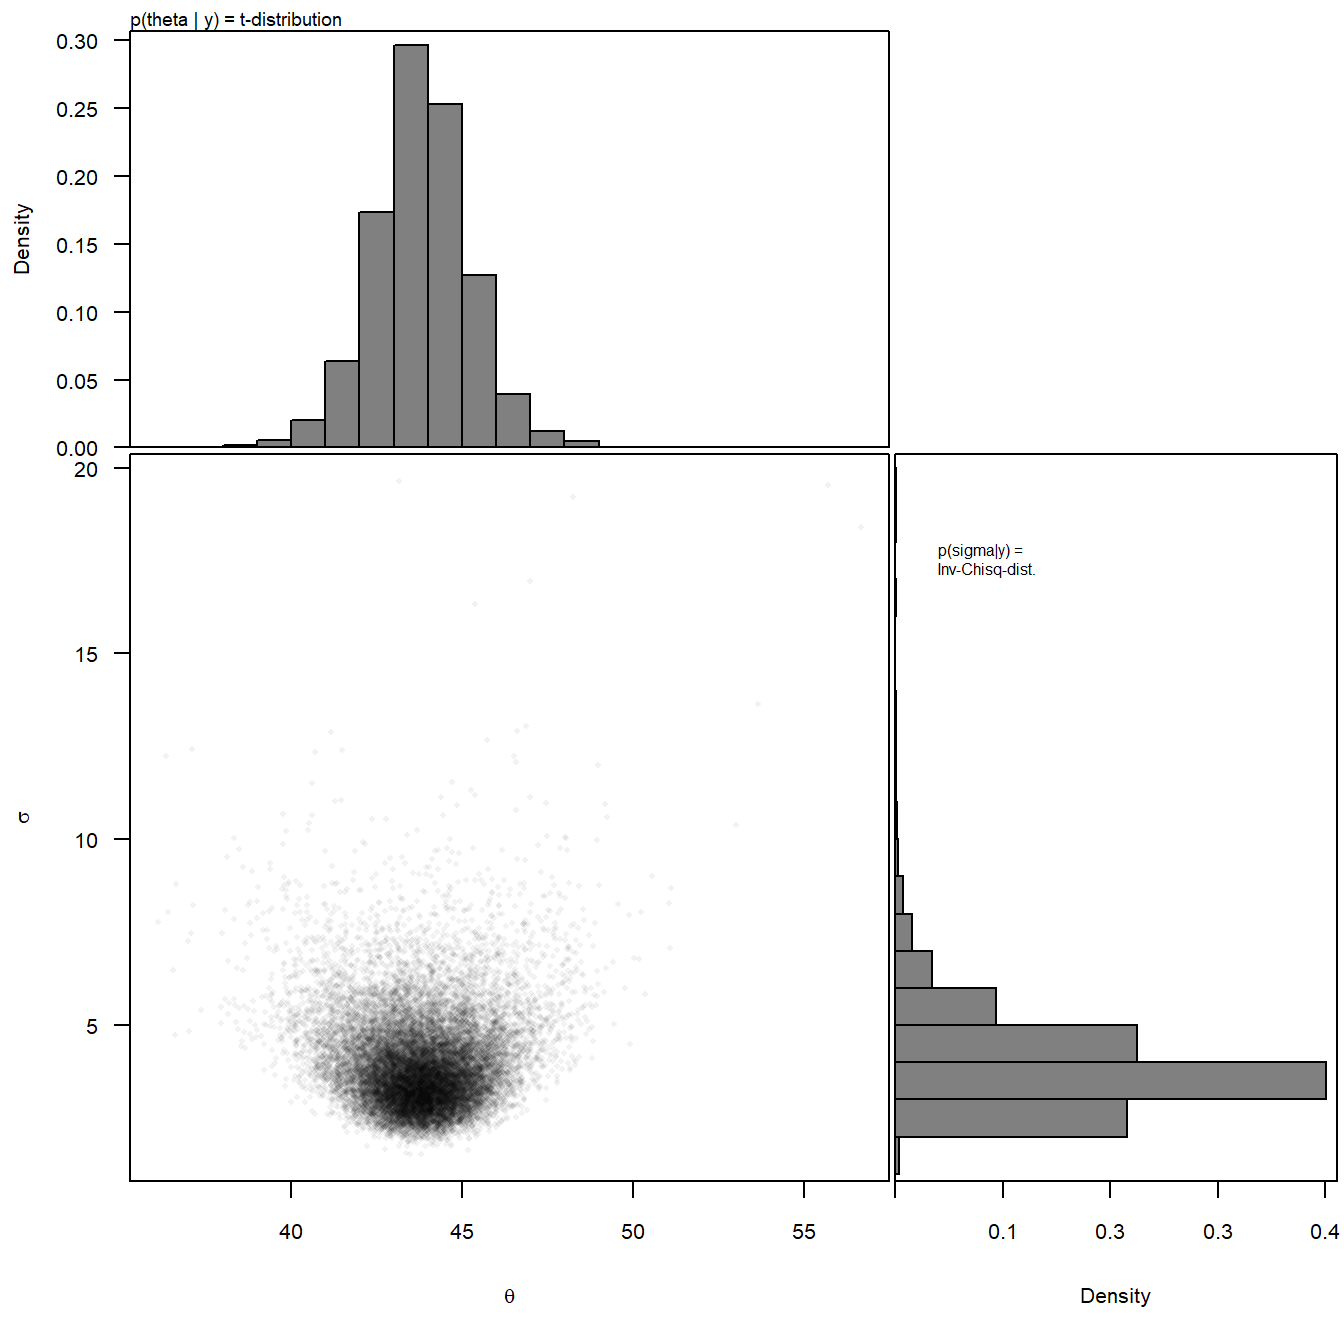 p(theta | y) = t-distribution
0.30
0.25
0.20
0.15
0.10
0.05
0.00
Density
20
15
10
5
σ
p(sigma|y) =
Inv-Chisq-dist.
40 45 50 55
θ
0.1 0.3 0.3 0.4
Density